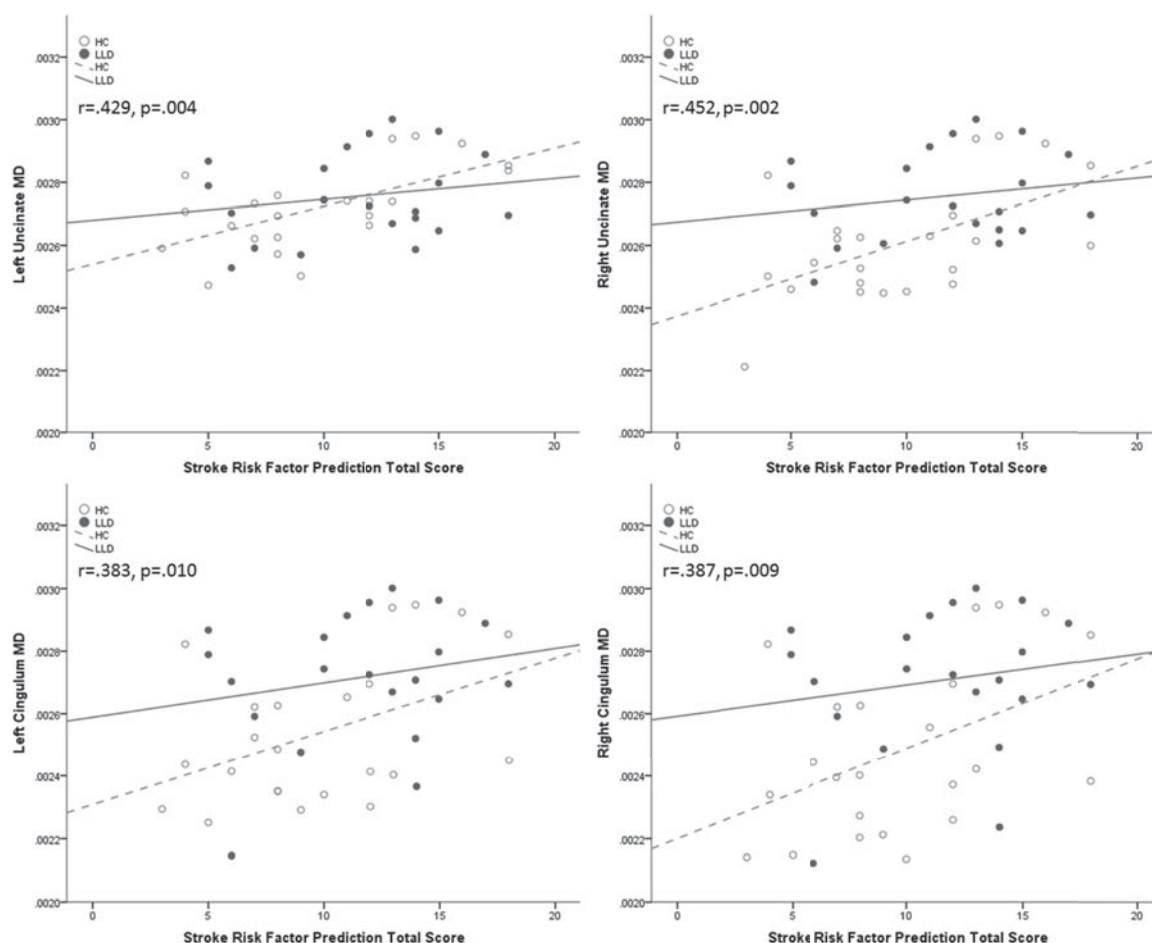 HC
LLD
HC
LLD
r=.429, p=.004
.0032
.0030
.0028
.0026
.0024
.0022
.0020
Left Uncinate MD
0 5 10 15 20
Stroke Risk Factor Prediction Total Score
HC
LLD
HC
LLD
r=.452, p=.002
.0032
.0030
.0028
.0026
.0024
.0022
.0020
Right Uncinate MD
0 5 10 15 20
Stroke Risk Factor Prediction Total Score
HC
LLD
HC
LLD
r=.383, p=.010
.0032
.0030
.0028
.0026
.0024
.0022
.0020
Left Cingulum MD
0 5 10 15 20
Stroke Risk Factor Prediction Total Score
HC
LLD
HC
LLD
r=.387, p=.009
.0032
.0030
.0028
.0026
.0024
.0022
.0020
Right Cingulum MD
0 5 10 15 20
Stroke Risk Factor Prediction Total Score